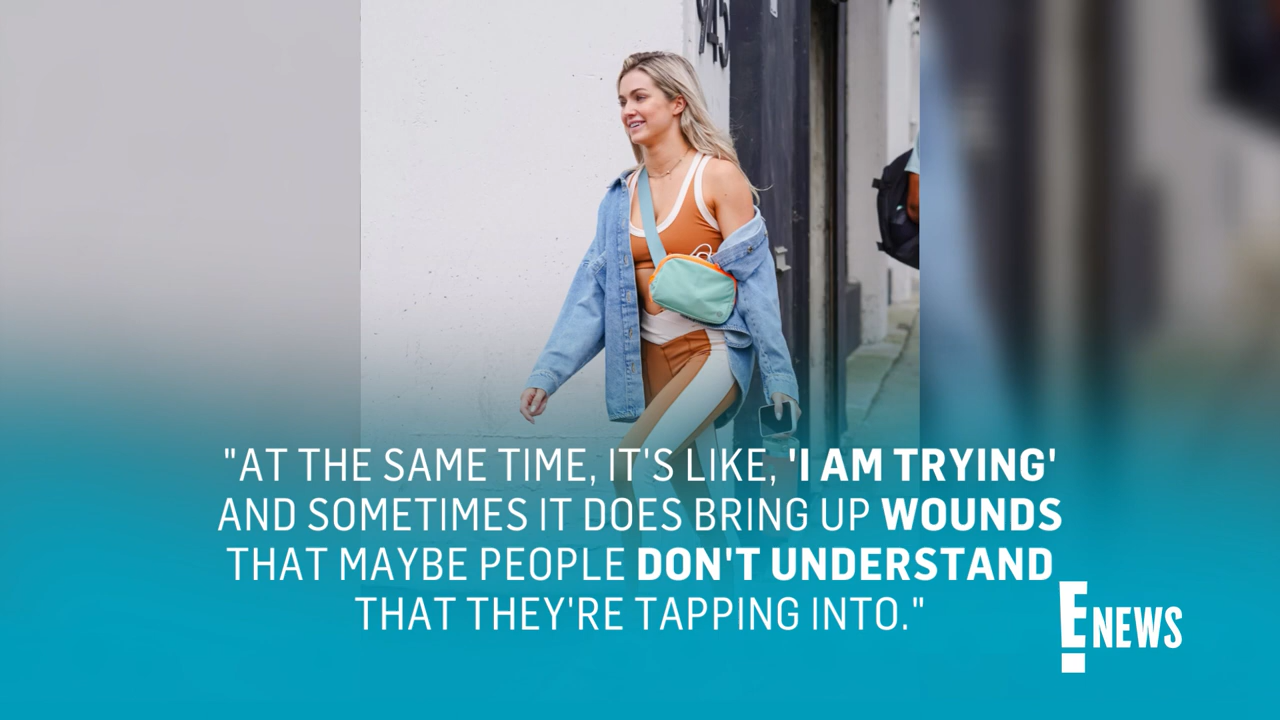 945
"AT THE SAME TIME, IT'S LIKE, 'I AM TRYING'
AND SOMETIMES IT DOES BRING UP WOUNDS
THAT MAYBE PEOPLE DON'T UNDERSTAND
THAT THEY'RE TAPPING INTO."
E! NEWS